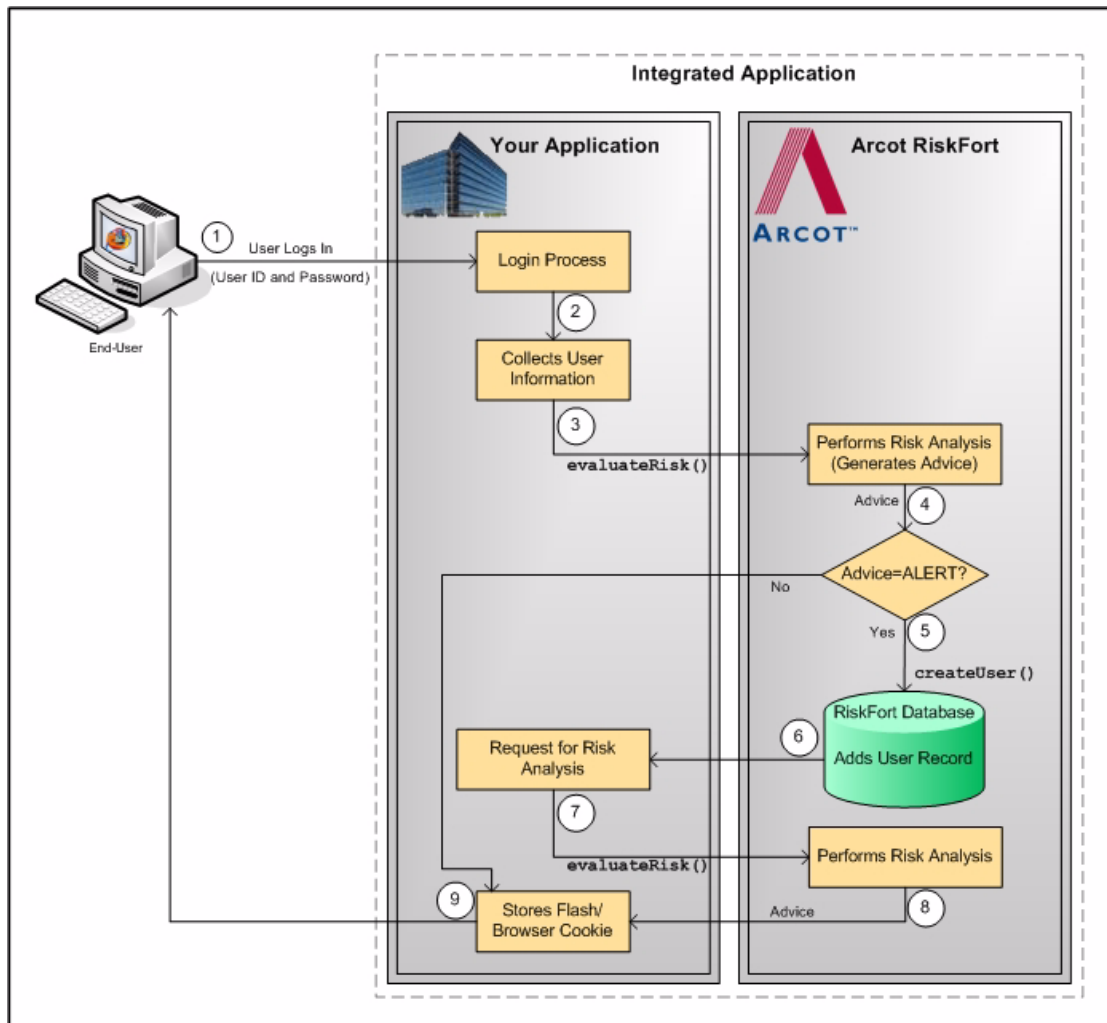 Integrated Application
Your Application
Arcot RiskFort
ARCOT™
1
User Logs In
(User ID and Password)
End-User
Login Process
2
Collects User
Information
3
evaluateRisk()
Performs Risk Analysis
(Generates Advice)
Advice
4
Advice=ALERT?
No
Yes
5
createUser()
RiskFort Database
Adds User Record
6
Request for Risk
Analysis
7
evaluateRisk()
Performs Risk Analysis
8
Advice
9
Stores Flash/
Browser Cookie